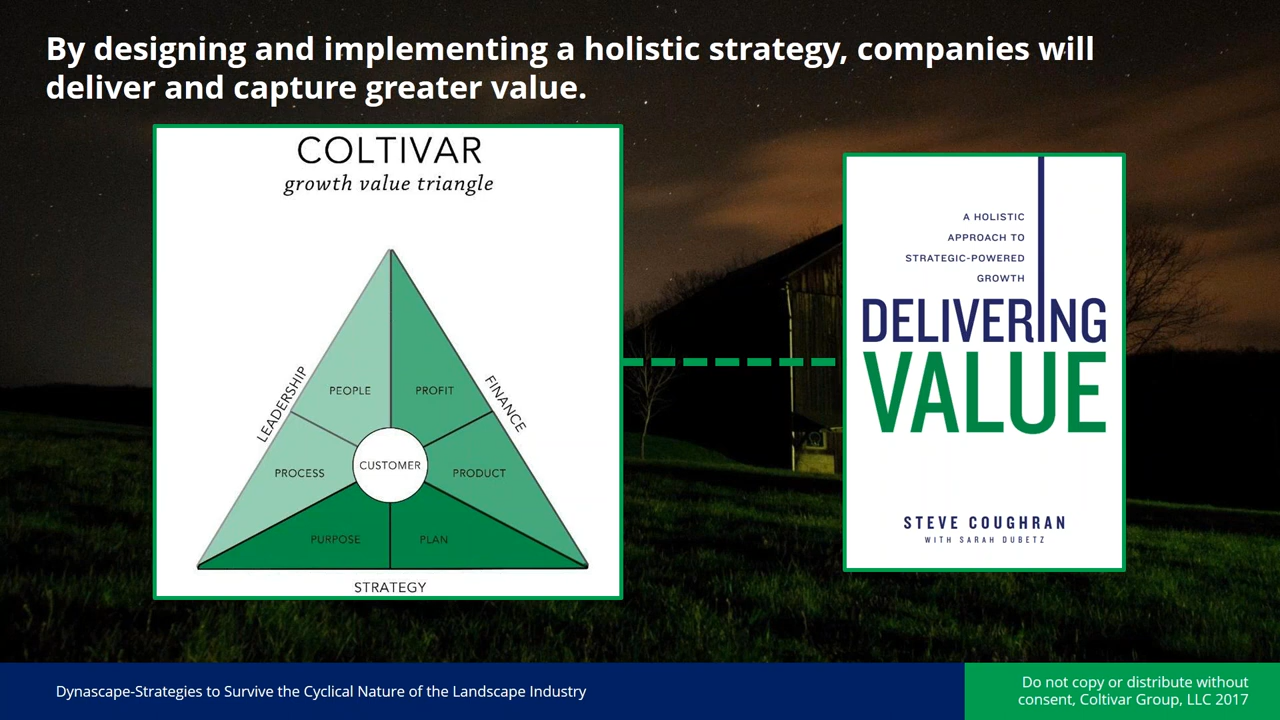 By designing and implementing a holistic strategy, companies will
deliver and capture greater value.
COLTIVAR
growth value triangle
LEADERSHIP
FINANCE
PEOPLE
PROFIT
CUSTOMER
PROCESS
PRODUCT
PURPOSE
PLAN
STRATEGY
A HOLISTIC
APPROACH TO
STRATEGIC-POWERED
GROWTH
DELIVERING
VALUE
STEVE COUGHRAN
WITH SARAH DUBETZ
Dynascape-Strategies to Survive the Cyclical Nature of the Landscape Industry
Do not copy or distribute without
consent, Coltivar Group, LLC 2017